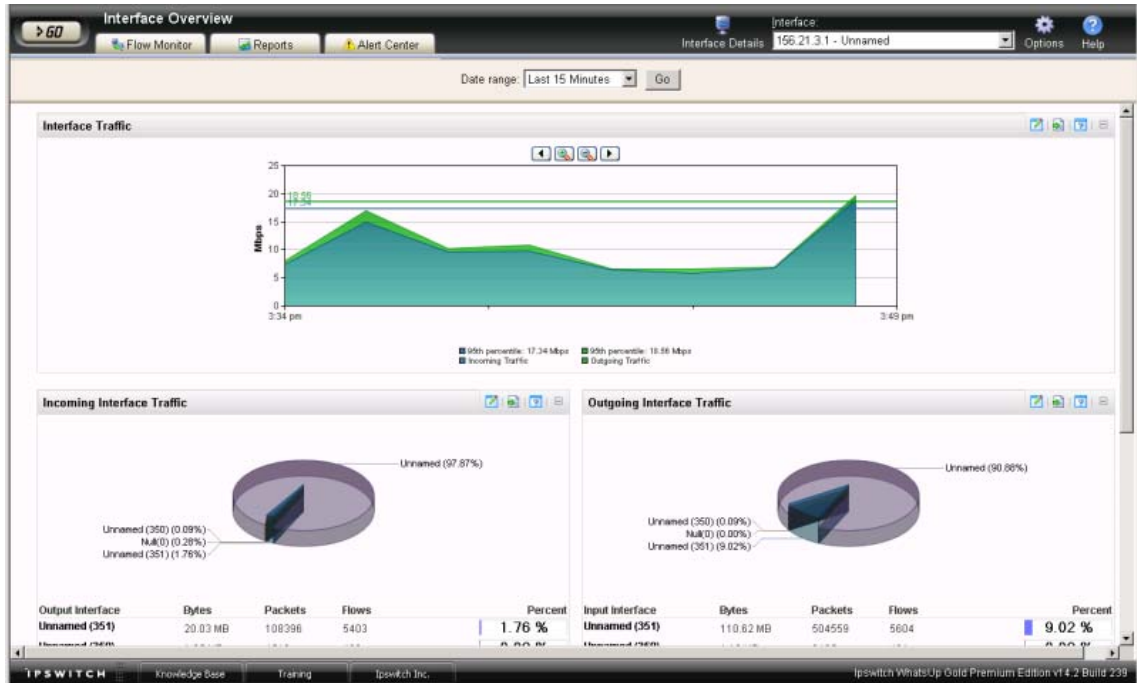 > GO
Interface Overview
Flow Monitor
Reports
Alert Center
Interface Details
Interface:
156.21.3.1 - Unnamed
Options
Help
Date range: Last 15 Minutes Go
Interface Traffic
Mbps
25
20
15
10
5
0
18.56
17.34
3:34 pm
3:49 pm
95th percentile: 17.34 Mbps
95th percentile: 18.56 Mbps
Incoming Traffic
Outgoing Traffic
Incoming Interface Traffic
Unnamed (97.87%)
Unnamed (350) (0.09%)
Null(0) (0.28%)
Unnamed (351) (1.76%)
Output Interface Bytes Packets Flows Percent
Unnamed (351) 20.03 MB 108396 5403 1.76 %
Outgoing Interface Traffic
Unnamed (90.88%)
Unnamed (350) (0.09%)
Null(0) (0.00%)
Unnamed (351) (9.02%)
Input Interface Bytes Packets Flows Percent
Unnamed (351) 110.62 MB 504559 5604 9.02 %
IPSWITCH
Knowledge Base
Training
Ipswitch Inc.
Ipswitch WhatsUp Gold Premium Edition v14.2 Build 239